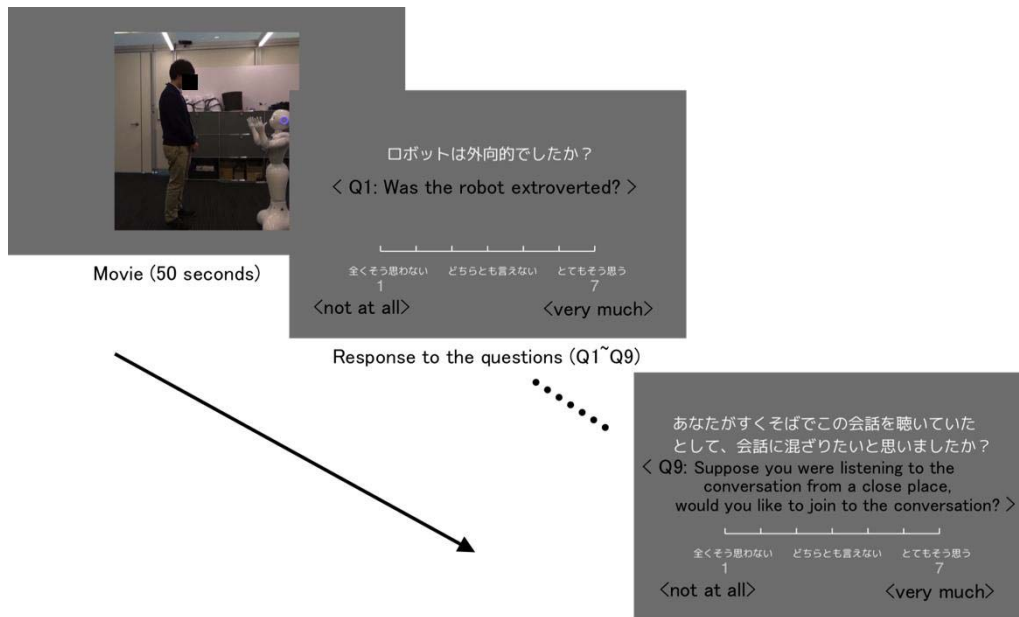 Movie (50 seconds)
ロボットは外向的でしたか？
< Q1: Was the robot extroverted? >
全くそう思わない どちらとも言えない とてもそう思う
1 7
<not at all> <very much>
Response to the questions (Q1~Q9)
あなたがすぐそばでこの会話を聴いていた
として、会話に混ざりたいと思いましたか？
< Q9: Suppose you were listening to the
conversation from a close place,
would you like to join to the conversation? >
全くそう思わない どちらとも言えない とてもそう思う
1 7
<not at all> <very much>